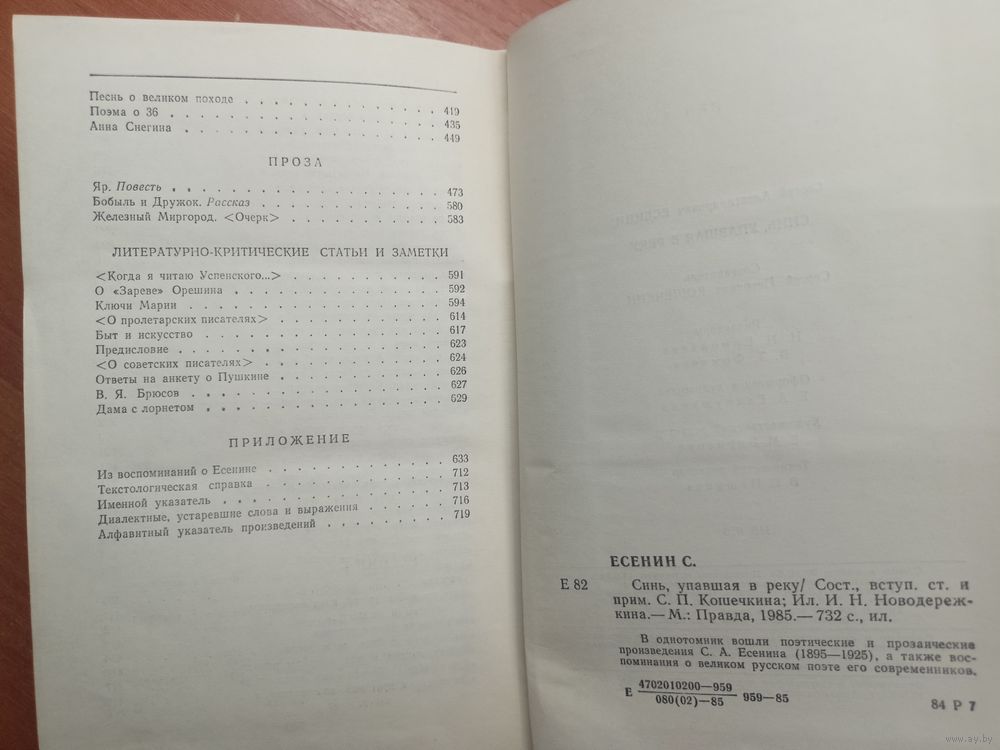 Песнь о великом походе . . . . . . . . . . . . 419
Поэма о 36 . . . . . . . . . . . . 435
Анна Снегина . . . . . . . . . . . . 449
ПРОЗА
Яр. Повесть . . . . . . . . . . . . 473
Бобыль и Дружок. Рассказ . . . . . . . . . . . . 580
Железный Миргород. <Очерк> . . . . . . . . . . . . 583
ЛИТЕРАТУРНО-КРИТИЧЕСКИЕ СТАТЬИ И ЗАМЕТКИ
<Когда я читаю Успенского...> . . . . . . . . . . . . 591
О «Зареве» Орешина . . . . . . . . . . . . 592
Ключи Марии . . . . . . . . . . . . 594
<О пролетарских писателях> . . . . . . . . . . . . 614
Быт и искусство . . . . . . . . . . . . 617
Предисловие . . . . . . . . . . . . 623
<О советских писателях> . . . . . . . . . . . . 624
Ответы на анкету о Пушкине . . . . . . . . . . . . 626
В. Я. Брюсов . . . . . . . . . . . . 627
Дама с лорнетом . . . . . . . . . . . . 629
ПРИЛОЖЕНИЕ
Из воспоминаний о Есенине . . . . . . . . . . . . 633
Текстологическая справка . . . . . . . . . . . . 712
Именной указатель . . . . . . . . . . . . 713
Диалектные, устаревшие слова и выражения . . . . . . . . 716
Алфавитный указатель произведений . . . . . . . . 719
ЕСЕНИН С.
Е 82 Синь, упавшая в реку/ Сост., вступ. ст. и
прим. С. П. Кошечкина; Ил. И. Н. Новодереж-
кина.— М.: Правда, 1985.— 732 с., ил.
В однотомник вошли поэтические и прозаические
произведения С. А. Есенина (1895—1925), а также вос-
поминания о великом русском поэте его современников.
Е 4702010200—959
080(02)—85 959—85
84 Р 7
www.ay.by